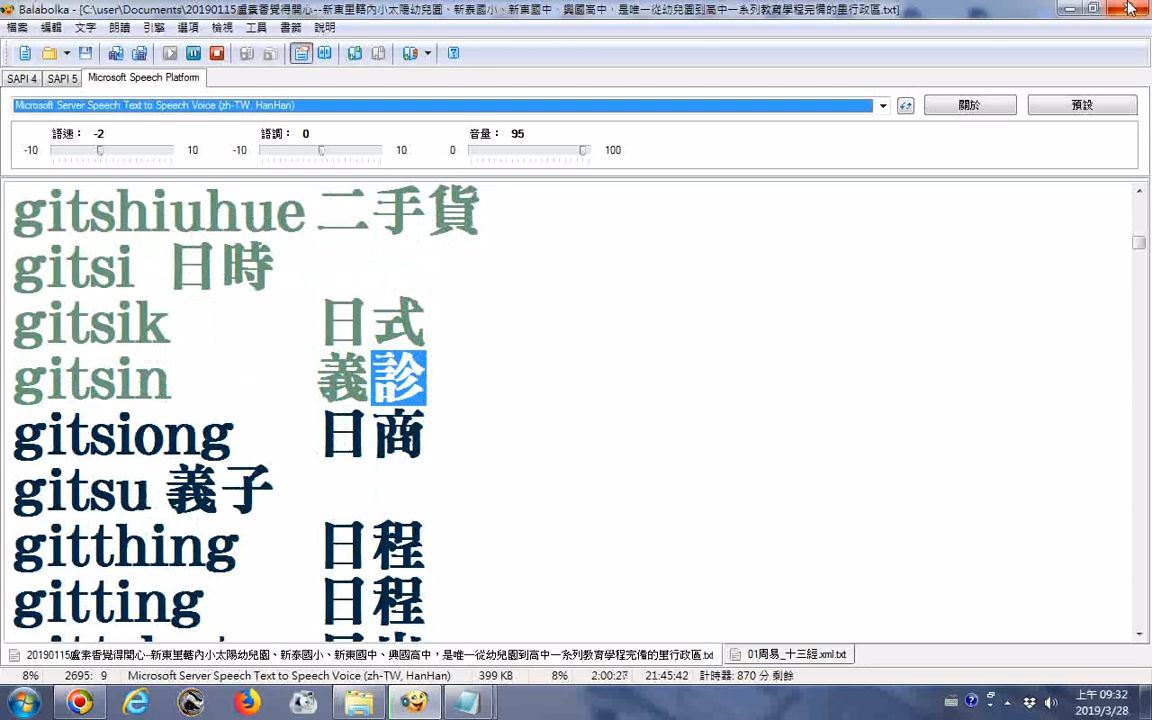 Balabolka - [C:\user\Documents\20190115盧素香覺得開心--新東里轄內小太陽幼兒園、新泰國小、新東國中、興國高中，是唯一從幼兒園到高中一系列教育學程完備的里行政區.txt]
檔案 編輯 文字 朗讀 引擎 選項 檢視 工具 書籤 說明
SAPI 4 SAPI 5 Microsoft Speech Platform
Microsoft Server Speech Text to Speech Voice (zh-TW, HanHan) 關於 預設
語速： -2 語調： 0 音量： 95
-10 10 -10 10 0 100
gitshiuhue 二手貨
gitsi 日時
gitsik 日式
gitsin 義診
gitsiong 日商
gitsu 義子
gitthing 日程
gitting 日程
20190115盧素香覺得開心--新東里轄內小太陽幼兒園、新泰國小、新東國中、興國高中，是唯一從幼兒園到高中一系列教育學程完備的里行政區.txt 01周易_十三經.xml.txt
8% 2695: 9 Microsoft Server Speech Text to Speech Voice (zh-TW, HanHan) 399 KB 8% 2:00:27 21:45:42 計時器: 870 分 剩餘
上午 09:32
2019/3/28